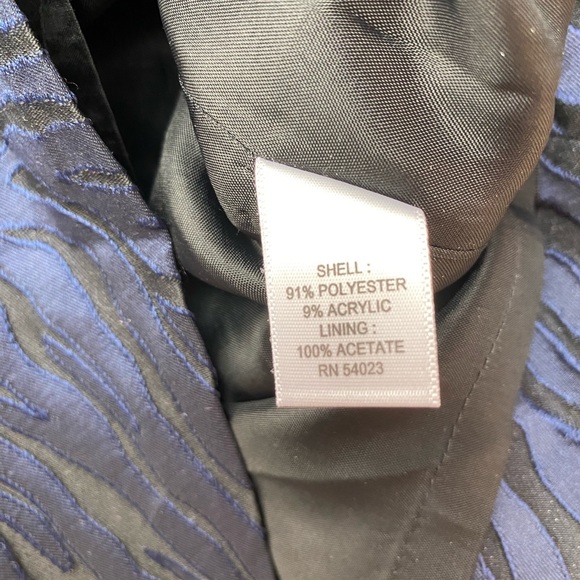 SHELL :
91% POLYESTER
9% ACRYLIC
LINING :
100% ACETATE
RN 54023